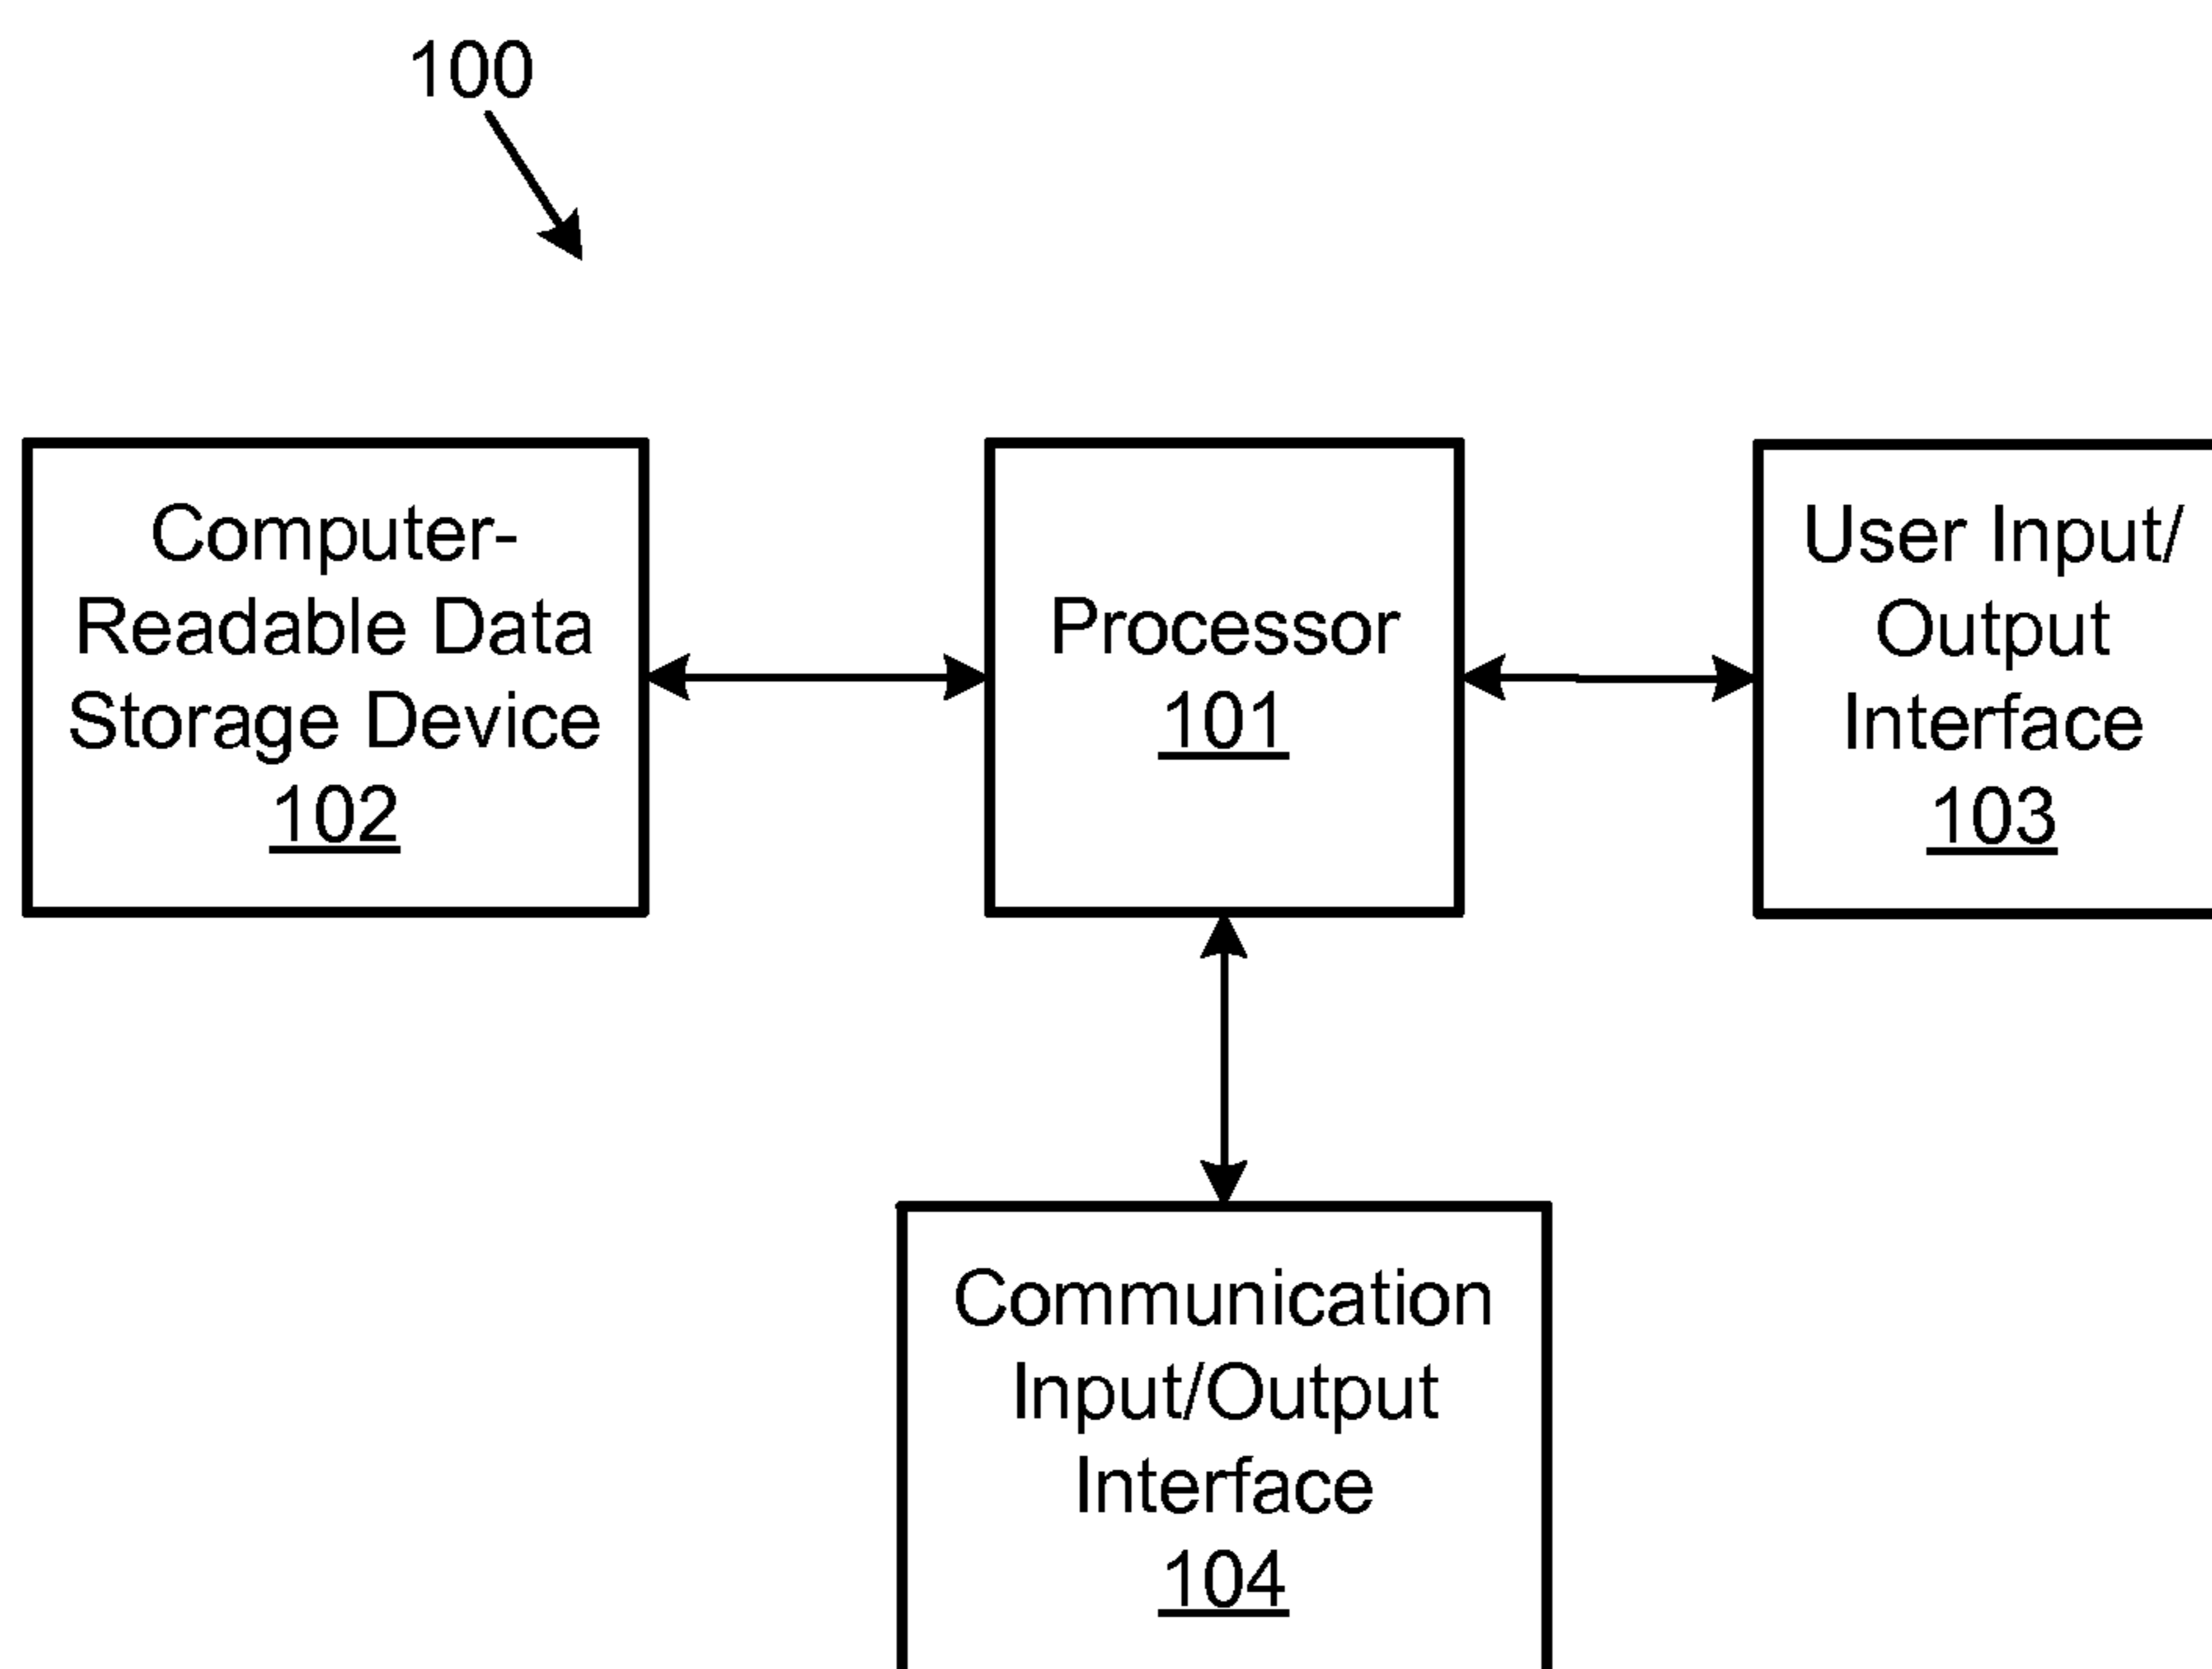 100
Computer-
Readable Data
Storage Device
102
Processor
101
User Input/
Output
Interface
103
Communication
Input/Output
Interface
104